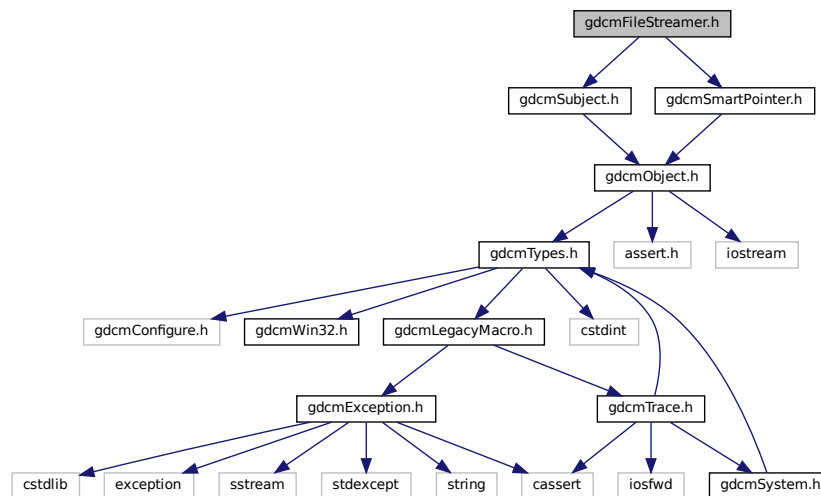 gdcmFileStreamer.h
gdcmSubject.h
gdcmSmartPointer.h
gdcmObject.h
gdcmTypes.h
assert.h
iostream
gdcmConfigure.h
gdcmWin32.h
gdcmLegacyMacro.h
cstdint
gdcmException.h
gdcmTrace.h
cstdlib
exception
sstream
stdexcept
string
cassert
iosfwd
gdcmSystem.h